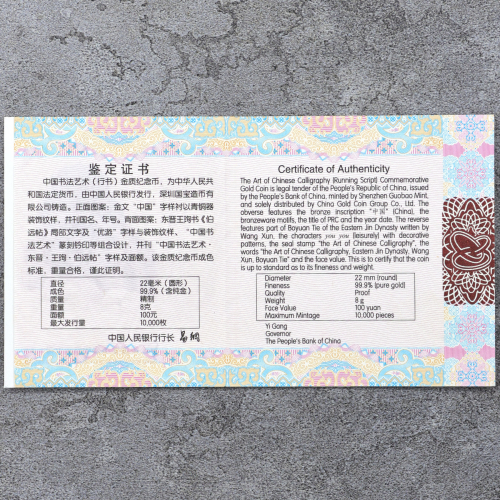 鉴定证书
中国书法艺术（行书）金质纪念币，为中华人民共
和国法定货币，由中国人民银行发行，深圳国宝造币有
限公司铸造。正面图案：金文“中国”字样衬以青铜器
装饰纹样，并刊国名、年号。背面图案：东晋王珣书《伯
远帖》局部文字及“优游”字样与装饰纹样，“中国书
法艺术”篆刻钤印等组合设计，并刊“中国书法艺术·
东晋·王珣·伯远帖”字样及面额。该金质纪念币成色
标准，重量合格，谨此证明。
直径 22毫米（圆形）
成色 99.9%（含纯金）
质量 精制
重量 8克
面额 100元
最大发行量 10,000枚
中国人民银行行长 易纲
Certificate of Authenticity
The Art of Chinese Calligraphy (Running Script) Commemorative
Gold Coin is legal tender of the People's Republic of China, issued
by the People's Bank of China, minted by Shenzhen Guobao Mint,
and solely distributed by China Gold Coin Group Co., Ltd. The
obverse features the bronze inscription "中国" (China), the
bronzeware motifs, the title of PRC and the year date. The reverse
features part of Boyuan Tie of the Eastern Jin Dynasty written by
Wang Xun, the characters you you (leisurely) with decorative
patterns, the seal stamp "the Art of Chinese Calligraphy", the
words "the Art of Chinese Calligraphy, Eastern Jin Dynasty, Wang
Xun, Boyuan Tie" and the face value. This is to certify that the coin
is up to standard as to its fineness and weight.
Diameter 22 mm (round)
Fineness 99.9% (pure gold)
Quality Proof
Weight 8 g
Face Value 100 yuan
Maximum Mintage 10,000 pieces
Yi Gang
Governor
The People's Bank of China